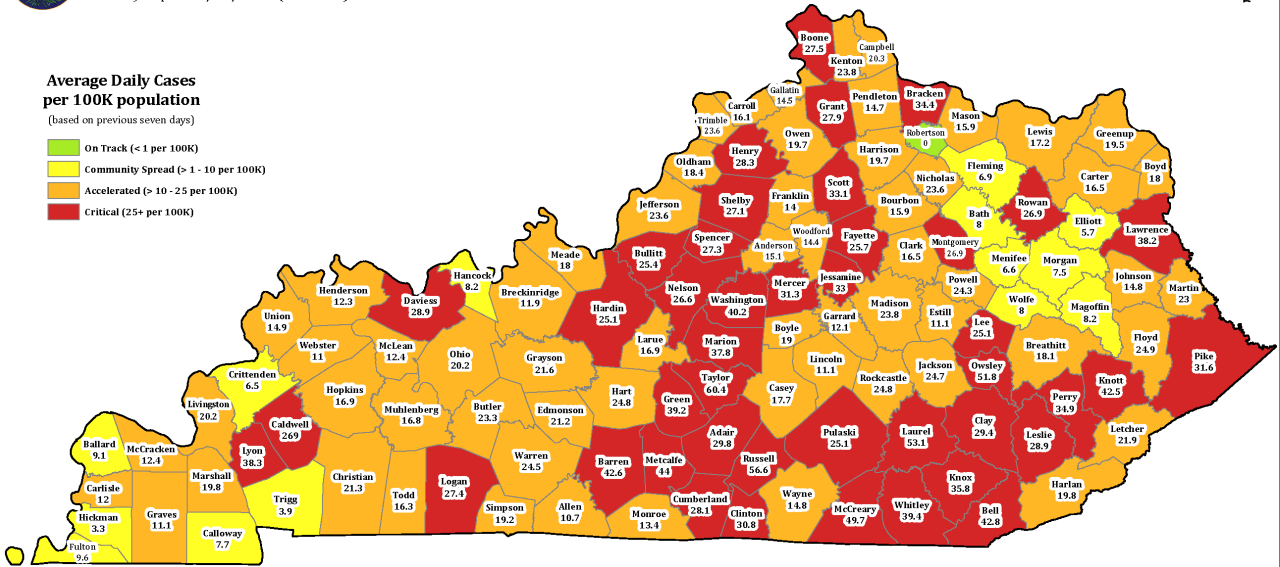 Average Daily Cases
per 100K population
(based on previous seven days)
On Track (< 1 per 100K)
Community Spread (> 1 - 10 per 100K)
Accelerated (> 10 - 25 per 100K)
Critical (25+ per 100K)
Boone
27.5
Kenton
23.8
Campbell
20.3
Gallatin
14.5
Carroll
16.1
Trimble
23.6
Grant
27.9
Pendleton
14.7
Bracken
34.4
Mason
15.9
Robertson
0
Lewis
17.2
Greenup
19.5
Owen
19.7
Henry
28.3
Oldham
18.4
Harrison
19.7
Fleming
6.9
Boyd
18
Carter
16.5
Nicholas
23.6
Scott
33.1
Franklin
14
Shelby
27.1
Jefferson
23.6
Bourbon
15.9
Bath
8
Rowan
26.9
Elliott
5.7
Lawrence
38.2
Woodford
14.4
Fayette
25.7
Spencer
27.3
Anderson
15.1
Clark
16.5
Montgomery
26.9
Bullitt
25.4
Meade
18
Menifee
6.6
Morgan
7.5
Hancock
8.2
Jessamine
33
Mercer
31.3
Powell
24.3
Johnson
14.8
Martin
23
Nelson
26.6
Washington
40.2
Henderson
12.3
Daviess
28.9
Breckinridge
11.9
Hardin
25.1
Madison
23.8
Estill
11.1
Wolfe
8
Magoffin
8.2
Garrard
12.1
Union
14.9
Boyle
19
Lee
25.1
Larue
16.9
Marion
37.8
Webster
11
McLean
12.4
Ohio
20.2
Grayson
21.6
Lincoln
11.1
Breathitt
18.1
Floyd
24.9
Pike
31.6
Jackson
24.7
Owsley
51.8
Rockcastle
24.8
Crittenden
6.5
Taylor
60.4
Casey
17.7
Knott
42.5
Perry
34.9
Hopkins
16.9
Hart
24.8
Green
39.2
Livingston
20.2
Muhlenberg
16.8
Butler
23.3
Edmonson
21.2
Caldwell
269
Adair
29.8
Pulaski
25.1
Laurel
53.1
Clay
29.4
Leslie
28.9
Letcher
21.9
Ballard
9.1
McCracken
12.4
Lyon
38.3
Warren
24.5
Barren
42.6
Metcalfe
44
Russell
56.6
Marshall
19.8
Christian
21.3
Logan
27.4
Knox
35.8
Harlan
19.8
Carlisle
12
Todd
16.3
Trigg
3.9
Cumberland
28.1
Wayne
14.8
Simpson
19.2
Allen
10.7
Monroe
13.4
Clinton
30.8
McCreary
49.7
Whitley
39.4
Bell
42.8
Hickman
3.3
Graves
11.1
Calloway
7.7
Fulton
9.6